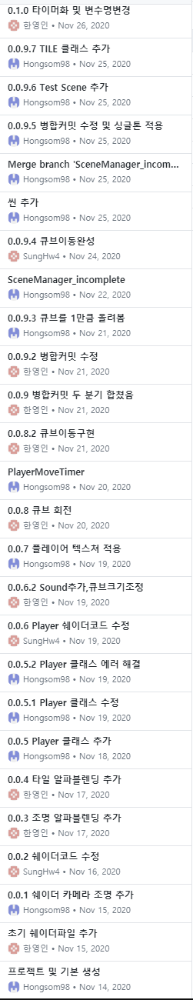 0.1.0 타이머화 및 변수명변경
한영인 • Nov 26, 2020
0.0.9.7 TILE 클래스 추가
Hongsom98 • Nov 25, 2020
0.0.9.6 Test Scene 추가
Hongsom98 • Nov 25, 2020
0.0.9.5 병합커밋 수정 및 싱글톤 적용
Hongsom98 • Nov 25, 2020
Merge branch 'SceneManager_incom...
Hongsom98 • Nov 25, 2020
씬 추가
Hongsom98 • Nov 25, 2020
0.0.9.4 큐브이동완성
SungHw4 • Nov 24, 2020
SceneManager_incomplete
Hongsom98 • Nov 22, 2020
0.0.9.3 큐브를 1만큼 올려봄
Hongsom98 • Nov 21, 2020
0.0.9.2 병합커밋 수정
한영인 • Nov 21, 2020
0.0.9 병합커밋 두 분기 합쳤음
한영인 • Nov 21, 2020
0.0.8.2 큐브이동구현
한영인 • Nov 21, 2020
PlayerMoveTimer
Hongsom98 • Nov 20, 2020
0.0.8 큐브 회전
한영인 • Nov 20, 2020
0.0.7 플레이어 텍스쳐 적용
Hongsom98 • Nov 19, 2020
0.0.6.2 Sound추가,큐브크기조정
한영인 • Nov 19, 2020
0.0.6 Player 쉐이더코드 수정
SungHw4 • Nov 19, 2020
0.0.5.2 Player 클래스 에러 해결
Hongsom98 • Nov 19, 2020
0.0.5.1 Player 클래스 수정
Hongsom98 • Nov 19, 2020
0.0.5 Player 클래스 추가
Hongsom98 • Nov 18, 2020
0.0.4 타일 알파블렌딩 추가
한영인 • Nov 17, 2020
0.0.3 조명 알파블렌딩 추가
한영인 • Nov 17, 2020
0.0.2 쉐이더코드 수정
SungHw4 • Nov 16, 2020
0.0.1 쉐이더 카메라 조명 추가
Hongsom98 • Nov 15, 2020
초기 쉐이더파일 추가
한영인 • Nov 15, 2020
프로젝트 및 기본 생성
Hongsom98 • Nov 14, 2020